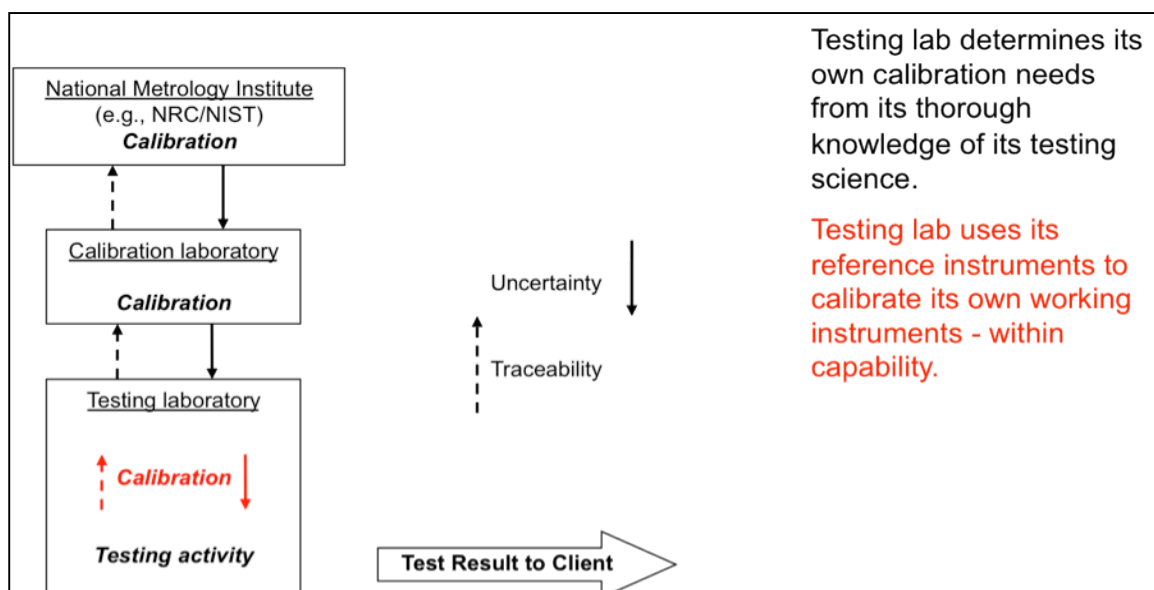 National Metrology Institute
(e.g., NRC/NIST)
Calibration
Calibration laboratory
Calibration
Testing laboratory
Calibration
Testing activity
Uncertainty
Traceability
Test Result to Client
Testing lab determines its
own calibration needs
from its thorough
knowledge of its testing
science.
Testing lab uses its
reference instruments to
calibrate its own working
instruments - within
capability.